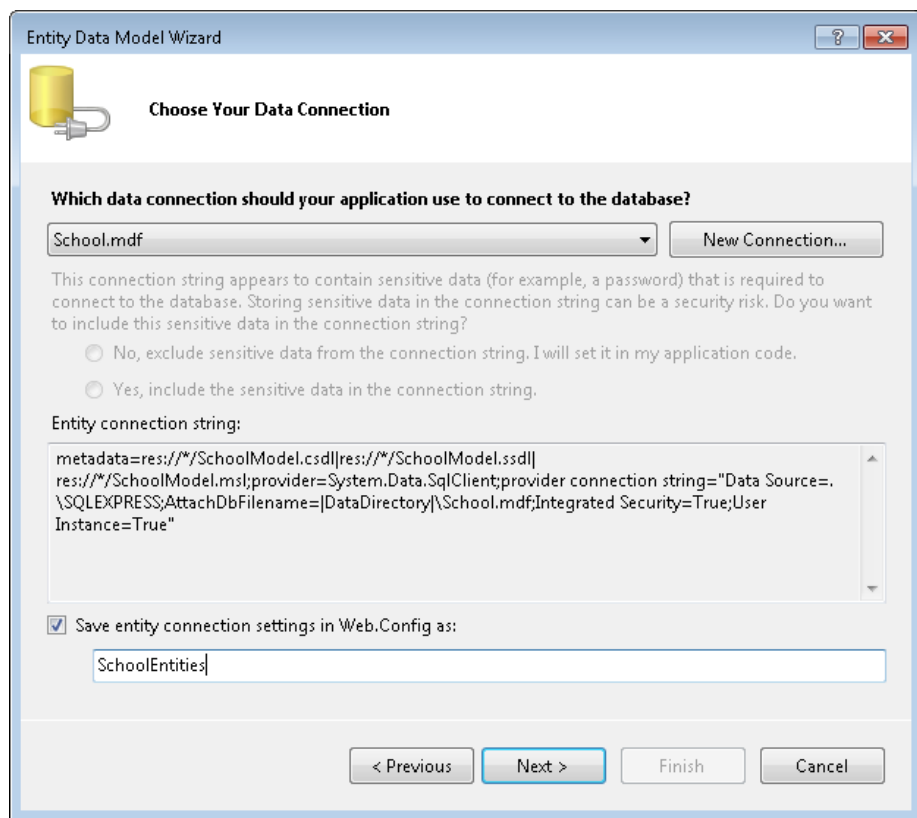 Entity Data Model Wizard
?
Choose Your Data Connection
Which data connection should your application use to connect to the database?
School.mdf
New Connection...
This connection string appears to contain sensitive data (for example, a password) that is required to
connect to the database. Storing sensitive data in the connection string can be a security risk. Do you want
to include this sensitive data in the connection string?
No, exclude sensitive data from the connection string. I will set it in my application code.
Yes, include the sensitive data in the connection string.
Entity connection string:
metadata=res://*/SchoolModel.csdl|res://*/SchoolModel.ssdl|
res://*/SchoolModel.msl;provider=System.Data.SqlClient;provider connection string="Data Source=.
\SQLEXPRESS;AttachDbFilename=|DataDirectory|\School.mdf;Integrated Security=True;User
Instance=True"
Save entity connection settings in Web.Config as:
SchoolEntities
< Previous
Next >
Finish
Cancel